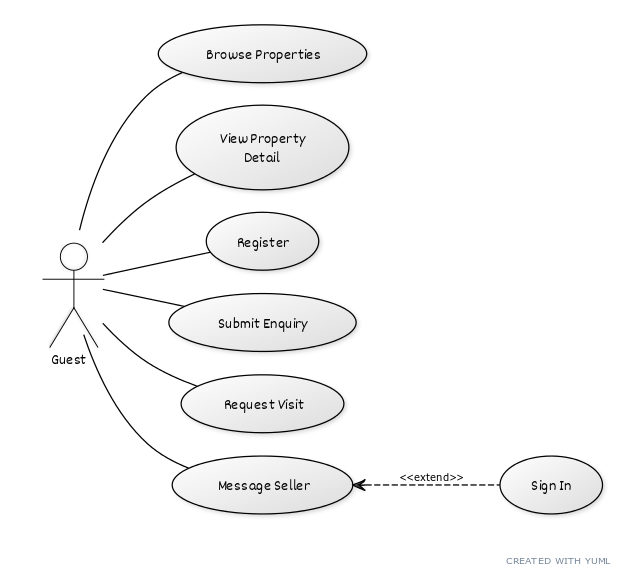 Browse Properties
View Property
Detail
Register
Submit Enquiry
Guest
Request Visit
Message Seller
<<extend>>
Sign In
CREATED WITH YUML